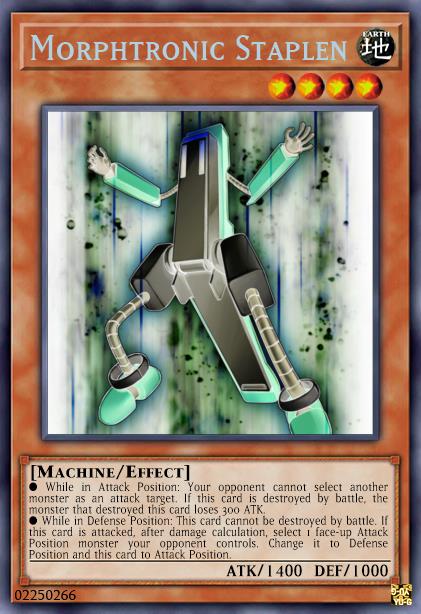 MORPHTRONIC STAPLEN
EARTH
地
[MACHINE/EFFECT]
● While in Attack Position: Your opponent cannot select another
monster as an attack target. If this card is destroyed by battle, the
monster that destroyed this card loses 300 ATK.
● While in Defense Position: This card cannot be destroyed by battle. If
this card is attacked, after damage calculation, select 1 face-up Attack
Position monster your opponent controls. Change it to Defense
Position and this card to Attack Position.
ATK/1400 DEF/1000
02250266